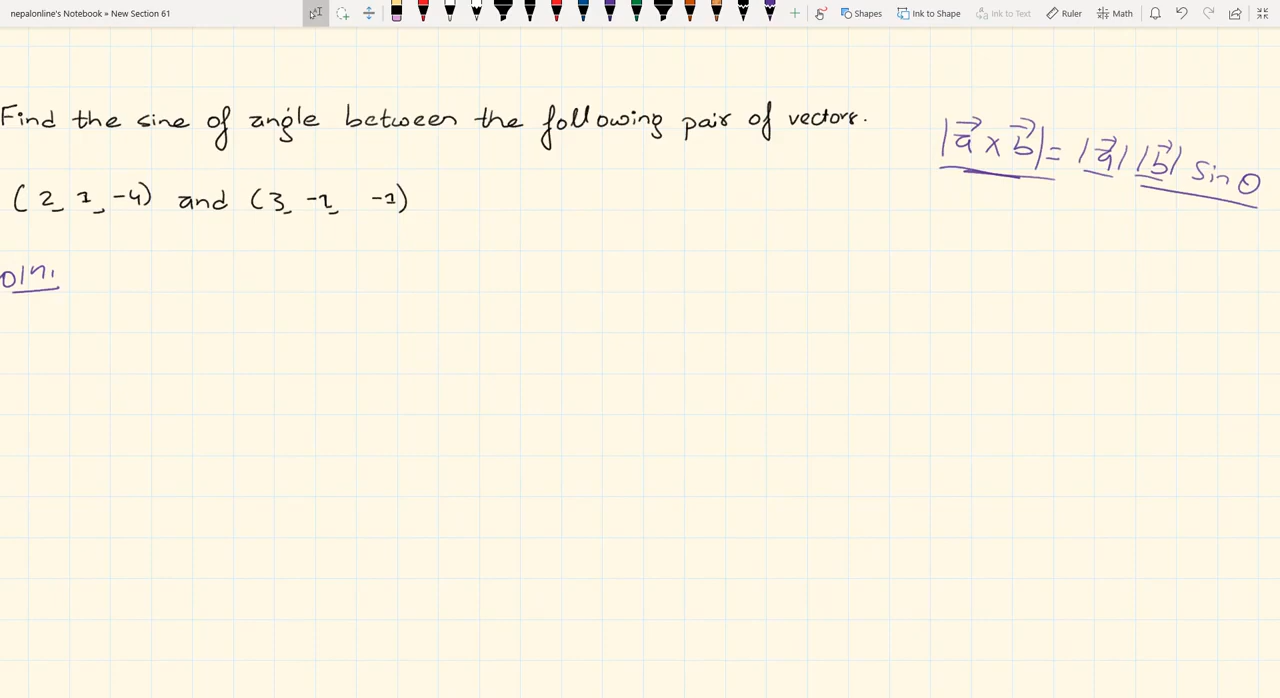 nepalonline's Notebook » New Section 61
Shapes Ink to Shape Ink to Text Ruler Math
Find the sine of angle between the following pair of vectors.
|a⃗ × b⃗| = |a⃗| |b⃗| sin θ
(2, 1, -4) and (3, -1, -1)
oln.